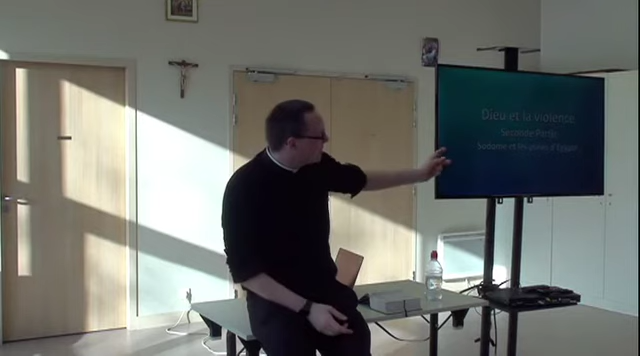 Dieu et la violence
Seconde Partie
Sodome et les plaies d'Egypte